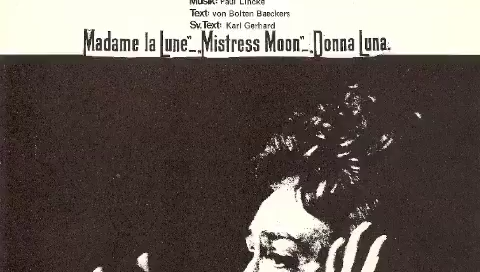 Musik: Paul Lincke
Text: von Bolten Baeckers
Sv.Text: Karl Gerhard
Madame la Lune"_„Mistress Moon"_„Donna Luna.